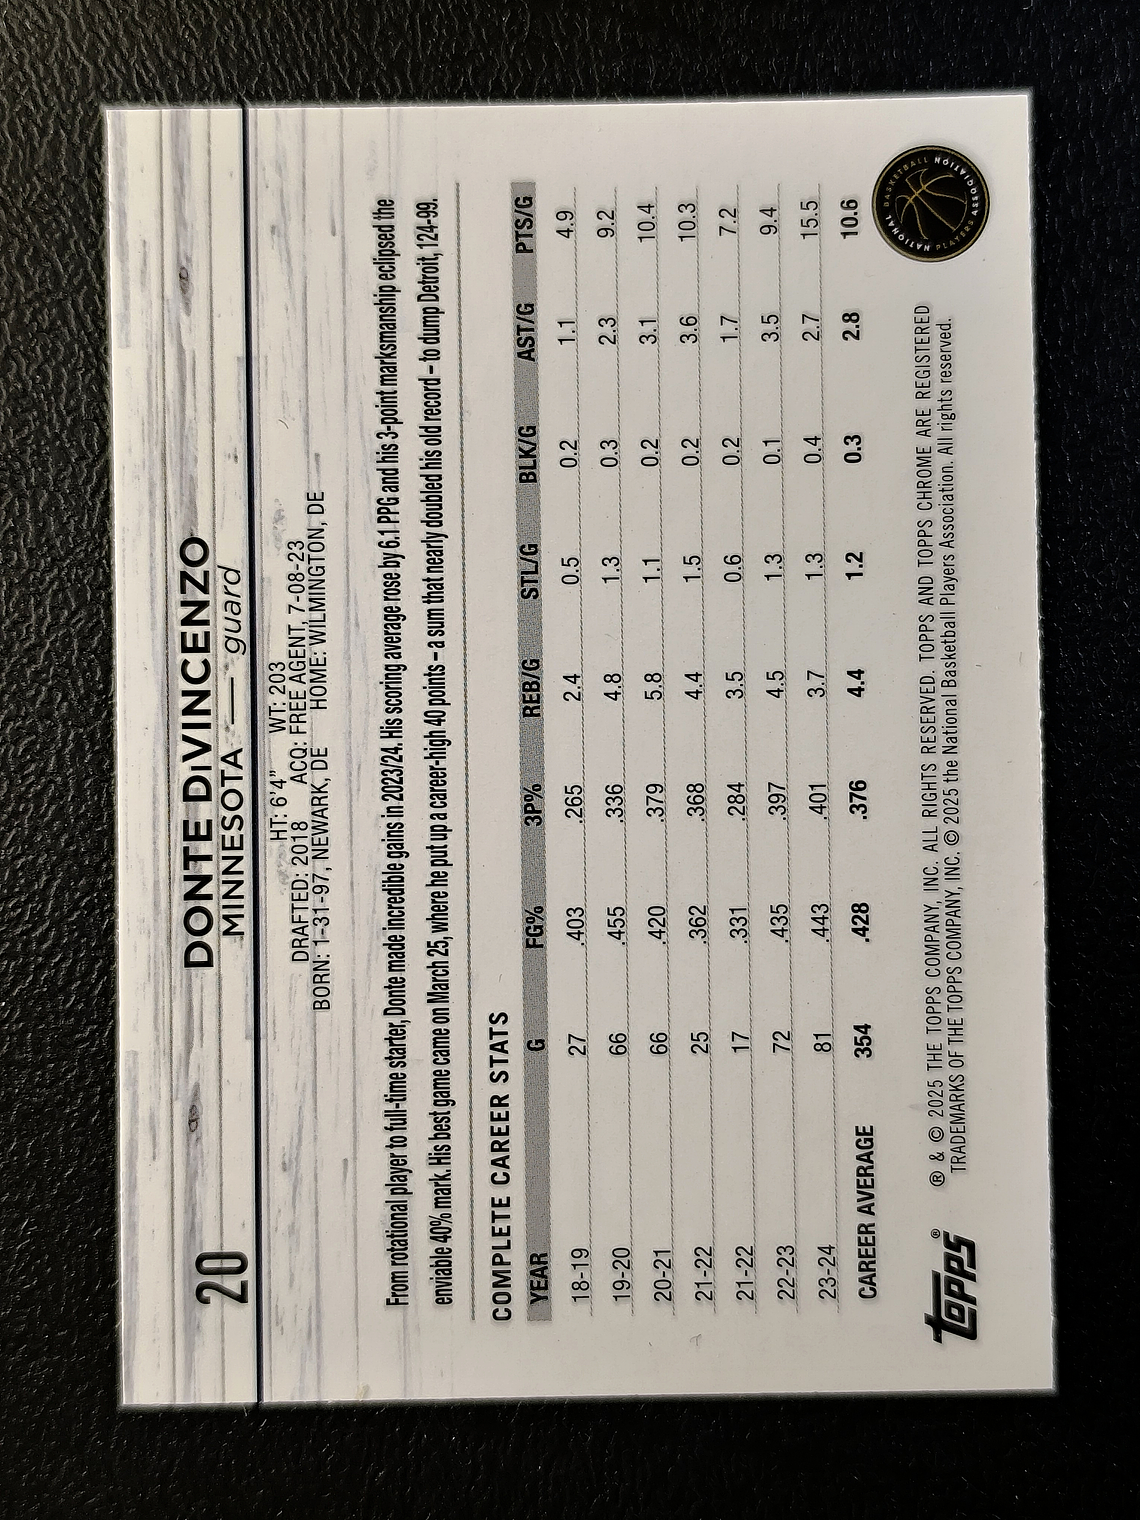 20
DONTE DiVINCENZO
MINNESOTA — guard
HT: 6'4" WT: 203
DRAFTED: 2018 ACQ: FREE AGENT, 7-08-23
BORN: 1-31-97, NEWARK, DE HOME: WILMINGTON, DE
From rotational player to full-time starter, Donte made incredible gains in 2023/24. His scoring average rose by 6.1 PPG and his 3-point marksmanship eclipsed the
enviable 40% mark. His best game came on March 25, where he put up a career-high 40 points – a sum that nearly doubled his old record – to dump Detroit, 124-99.
COMPLETE CAREER STATS
YEAR G FG% 3P% REB/G STL/G BLK/G AST/G PTS/G
18-19 27 .403 .265 2.4 0.5 0.2 1.1 4.9
19-20 66 .455 .336 4.8 1.3 0.3 2.3 9.2
20-21 66 .420 .379 5.8 1.1 0.2 3.1 10.4
21-22 25 .362 .368 4.4 1.5 0.2 3.6 10.3
21-22 17 .331 .284 3.5 0.6 0.2 1.7 7.2
22-23 72 .435 .397 4.5 1.3 0.1 3.5 9.4
23-24 81 .443 .401 3.7 1.3 0.4 2.7 15.5
CAREER AVERAGE 354 .428 .376 4.4 1.2 0.3 2.8 10.6
topps®
® & © 2025 THE TOPPS COMPANY, INC. ALL RIGHTS RESERVED. TOPPS AND TOPPS CHROME ARE REGISTERED
TRADEMARKS OF THE TOPPS COMPANY, INC. © 2025 the National Basketball Players Association. All rights reserved.
NATIONAL BASKETBALL PLAYERS ASSOCIATION